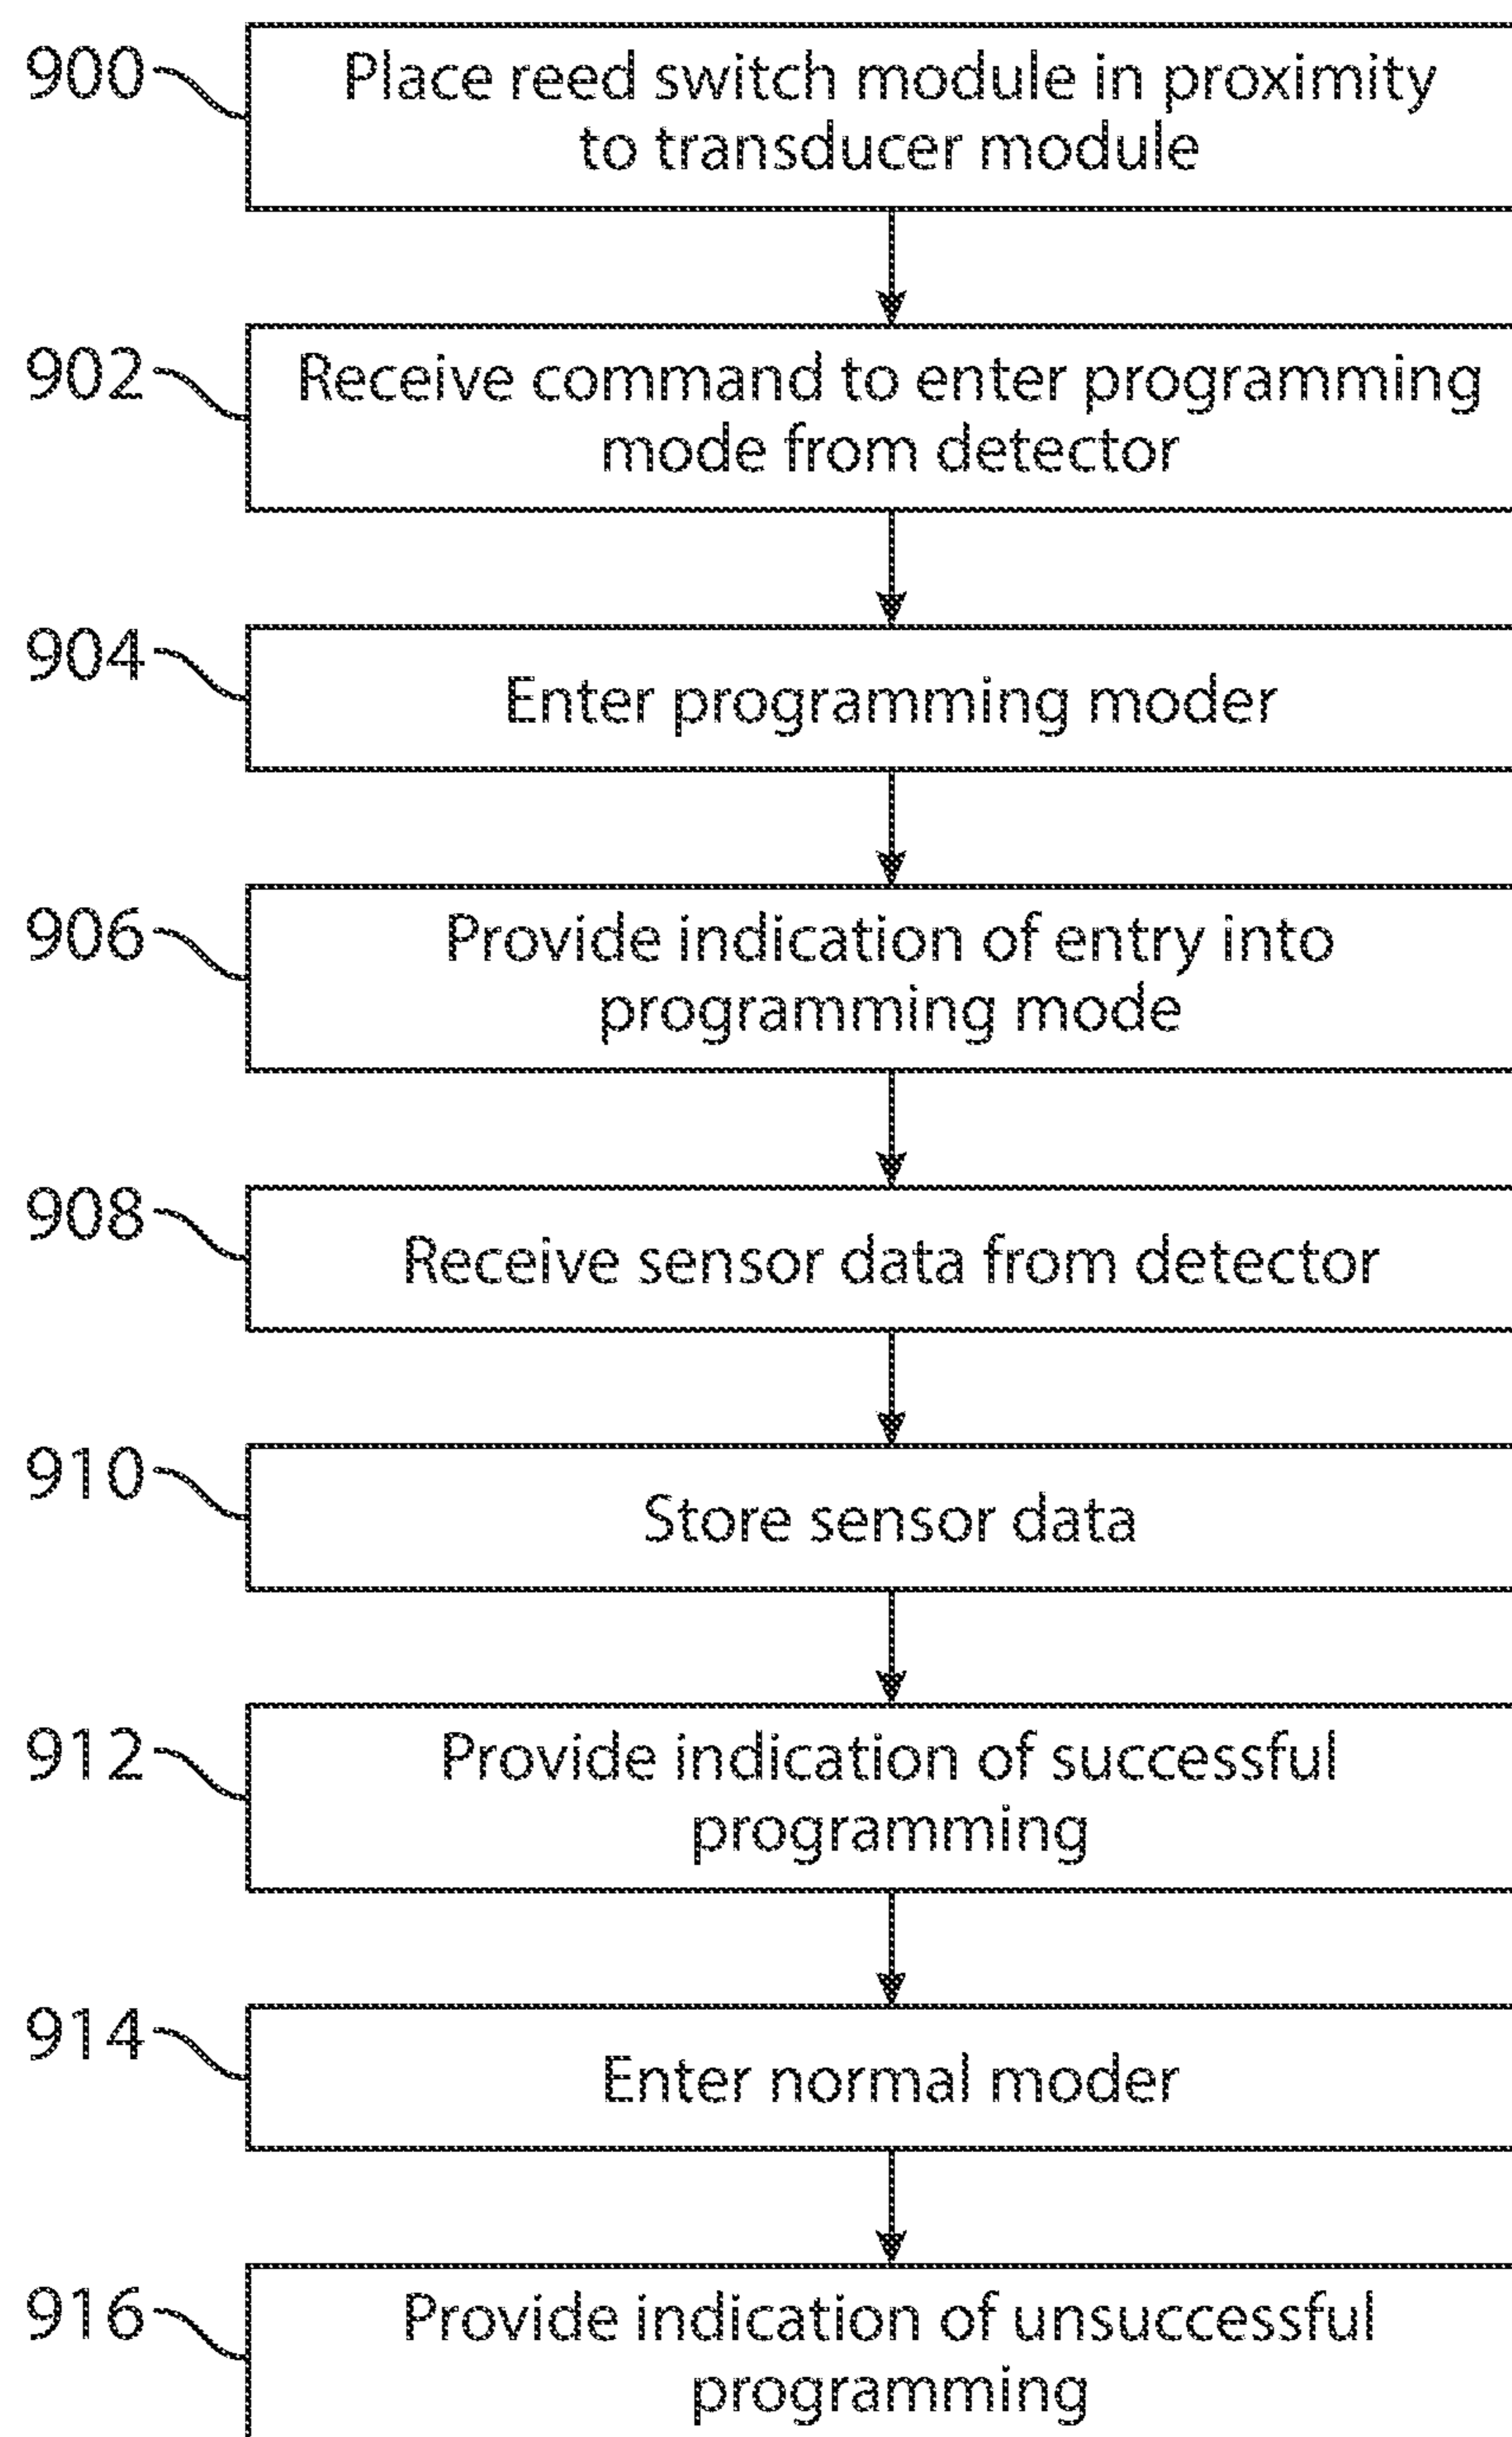 900
Place reed switch module in proximity
to transducer module
902
Receive command to enter programming
mode from detector
904
Enter programming moder
906
Provide indication of entry into
programming mode
908
Receive sensor data from detector
910
Store sensor data
912
Provide indication of successful
programming
914
Enter normal moder
916
Provide indication of unsuccessful
programming